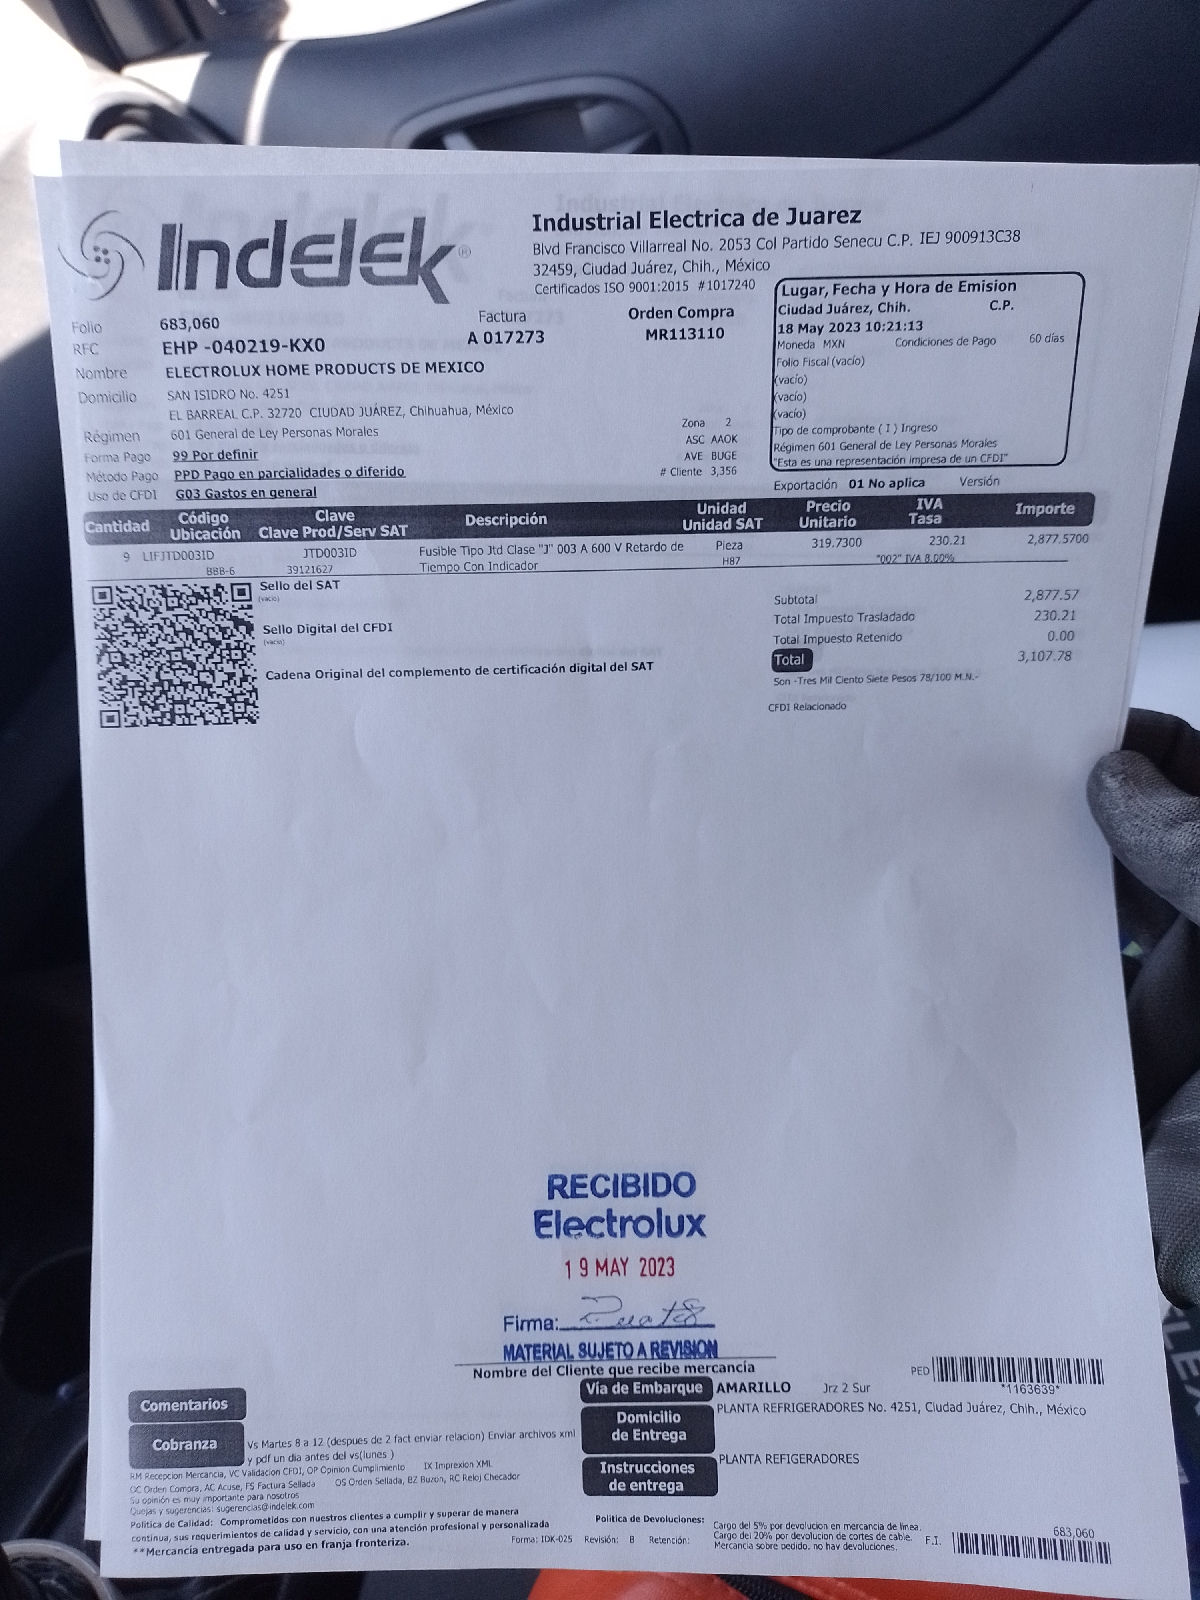 Indelek®
Industrial Electrica de Juarez
Blvd Francisco Villarreal No. 2053 Col Partido Senecu C.P. IEJ 900913C38
32459, Ciudad Juárez, Chih., México
Certificados ISO 9001:2015 #1017240
Folio 683,060
Factura
A 017273
Orden Compra
MR113110
RFC EHP -040219-KX0
Nombre ELECTROLUX HOME PRODUCTS DE MEXICO
Domicilio SAN ISIDRO No. 4251
EL BARREAL C.P. 32720 CIUDAD JUÁREZ, Chihuahua, México
Régimen 601 General de Ley Personas Morales
Forma Pago 99 Por definir
Método Pago PPD Pago en parcialidades o diferido
Uso de CFDI G03 Gastos en general
Zona 2
ASC AAOK
AVE BUGE
# Cliente 3,356
Lugar, Fecha y Hora de Emision
Ciudad Juárez, Chih. C.P.
18 May 2023 10:21:13
Moneda MXN Condiciones de Pago 60 días
Folio Fiscal (vacío)
(vacío)
(vacío)
(vacío)
Tipo de comprobante ( I ) Ingreso
Régimen 601 General de Ley Personas Morales
"Esta es una representación impresa de un CFDI"
Exportación 01 No aplica Versión
Cantidad Código Ubicación Clave Clave Prod/Serv SAT Descripción Unidad Unidad SAT Precio Unitario IVA Tasa Importe
9 LIFJTD003ID JTD003ID Fusible Tipo Jtd Clase "J" 003 A 600 V Retardo de Pieza 319.7300 230.21 2,877.5700
BBB-6 39121627 Tiempo Con Indicador H87 "002" IVA 8.00%
Sello del SAT
(vacío)
Sello Digital del CFDI
(vacío)
Cadena Original del complemento de certificación digital del SAT
Subtotal 2,877.57
Total Impuesto Trasladado 230.21
Total Impuesto Retenido 0.00
Total 3,107.78
Son -Tres Mil Ciento Siete Pesos 78/100 M.N.-
CFDI Relacionado
RECIBIDO
Electrolux
19 MAY 2023
Firma:
MATERIAL SUJETO A REVISION
Nombre del Cliente que recibe mercancía
PED
*1163639*
Vía de Embarque AMARILLO Jrz 2 Sur
Domicilio de Entrega PLANTA REFRIGERADORES No. 4251, Ciudad Juárez, Chih., México
Instrucciones de entrega PLANTA REFRIGERADORES
Comentarios
Cobranza Vs Martes 8 a 12 (despues de 2 fact enviar relacion) Enviar archivos xml
y pdf un dia antes del vs(lunes )
RM Recepcion Mercancia, VC Validacion CFDI, OP Opinion Cumplimiento IX Impresion XML
OC Orden Compra, AC Acuse, FS Factura Sellada OS Orden Sellada, BZ Buzon, RC Reloj Checador
Su opinión es muy importante para nosotros
Quejas y sugerencias: sugerencias@indelek.com
Politica de Calidad: Comprometidos con nuestros clientes a cumplir y superar de manera
continua, sus requerimientos de calidad y servicio, con una atención profesional y personalizada
**Mercancia entregada para uso en franja fronteriza.
Forma: IDK-025 Revisión: B Retención:
Politica de Devoluciones: Cargo del 5% por devolucion en mercancia de linea.
Cargo del 20% por devolucion de cortes de cable.
Mercancia sobre pedido, no hay devoluciones.
F.I.
683,060